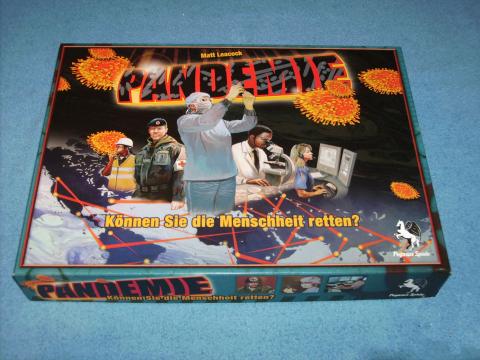 Matt Leacock
PANDEMIE
Können Sie die Menschheit retten?
Pegasus Spiele
PANDEMIE
Können Sie die Menschheit retten?
Pegasus Spiele